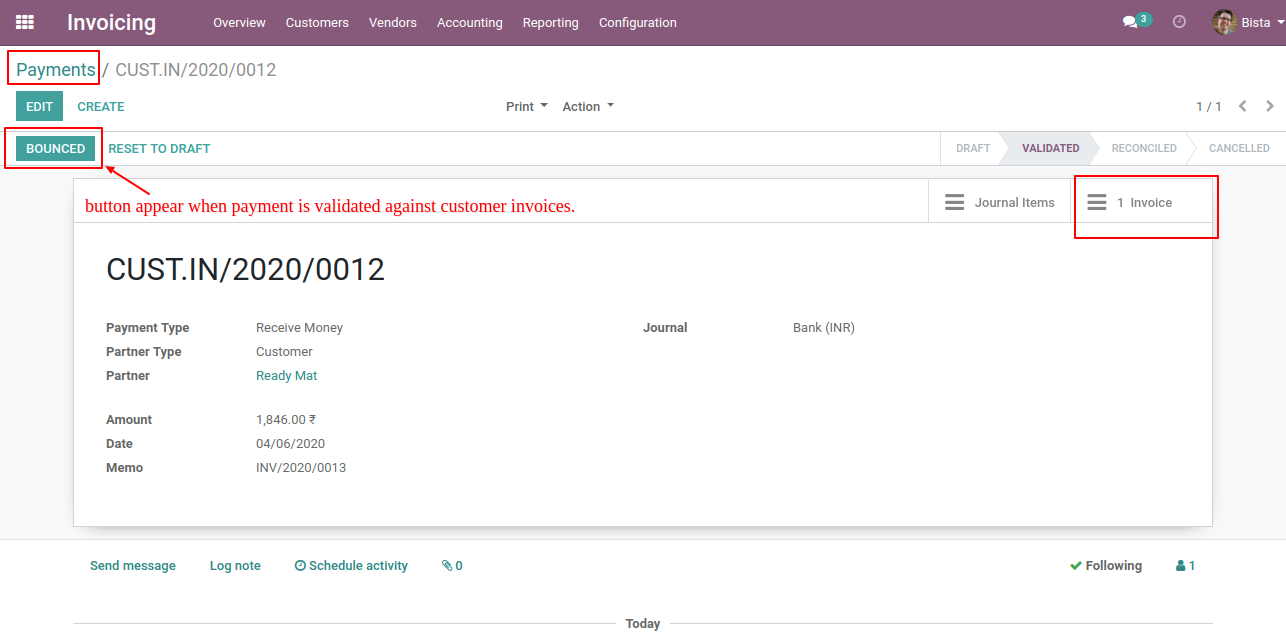 Invoicing Overview Customers Vendors Accounting Reporting Configuration 3 Bista
Payments / CUST.IN/2020/0012
EDIT CREATE Print Action 1 / 1
BOUNCED RESET TO DRAFT DRAFT VALIDATED RECONCILED CANCELLED
button appear when payment is validated against customer invoices. Journal Items 1 Invoice
CUST.IN/2020/0012
Payment Type Receive Money Journal Bank (INR)
Partner Type Customer
Partner Ready Mat
Amount 1,846.00 ₹
Date 04/06/2020
Memo INV/2020/0013
Send message Log note Schedule activity 0 Following 1
Today